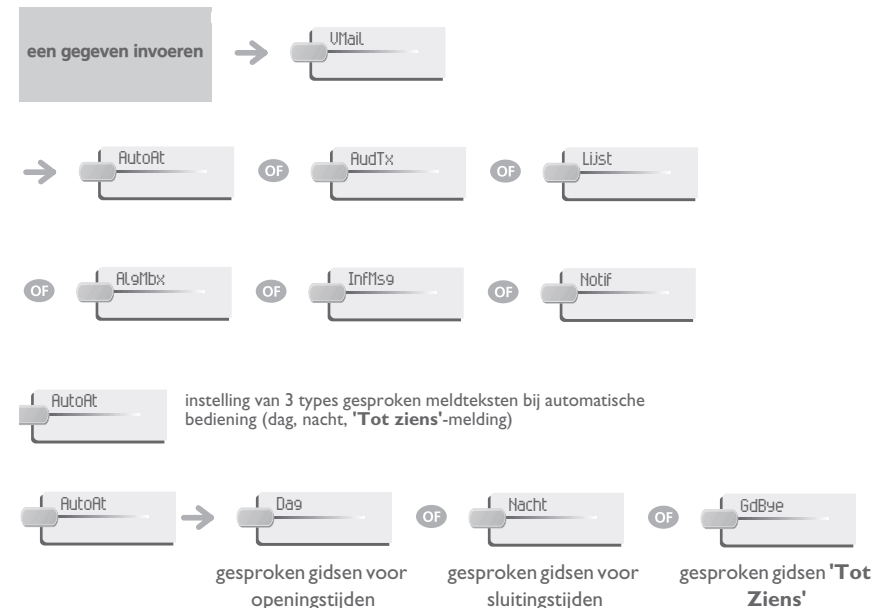 een gegeven invoeren
VMail
AutoAt OF AudTx OF Lijst
OF AlgMbx OF InfMsg OF Notif
AutoAt
instelling van 3 types gesproken meldteksten bij automatische
bediening (dag, nacht, 'Tot ziens'-melding)
AutoAt Dag OF Nacht OF GdBye
gesproken gidsen voor openingstijden
gesproken gidsen voor sluitingstijden
gesproken gidsen 'Tot Ziens'